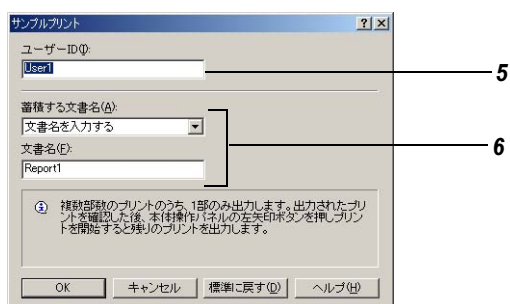 サンプルプリント
ユーザーID(I):
User1
5
蓄積する文書名(A):
文書名を入力する
6
文書名(F):
Report1
複数部数のプリントのうち、1部のみ出力します。出力されたプリ
ントを確認した後、本体操作パネルの左矢印ボタンを押しプリン
トを開始すると残りのプリントを出力します。
OK キャンセル 標準に戻す(D) ヘルプ(H)